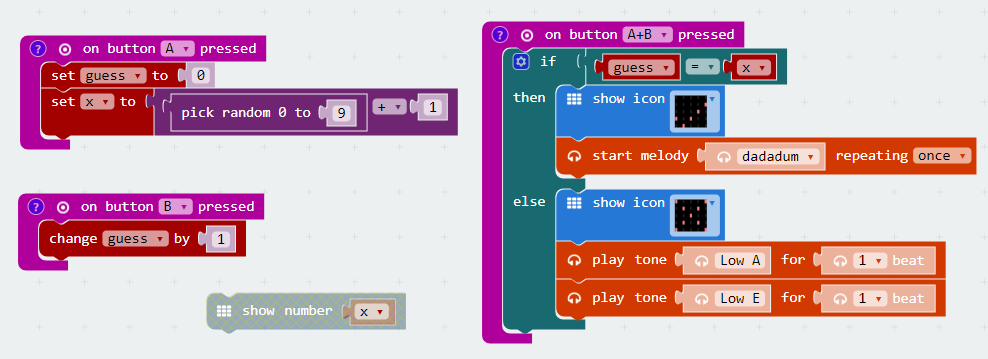 ? on button A pressed
set guess to 0
set x to pick random 0 to 9 + 1
? on button B pressed
change guess by 1
show number x
? on button A+B pressed
if guess = x
then show icon
start melody dadadum repeating once
else show icon
play tone Low A for 1 beat
play tone Low E for 1 beat